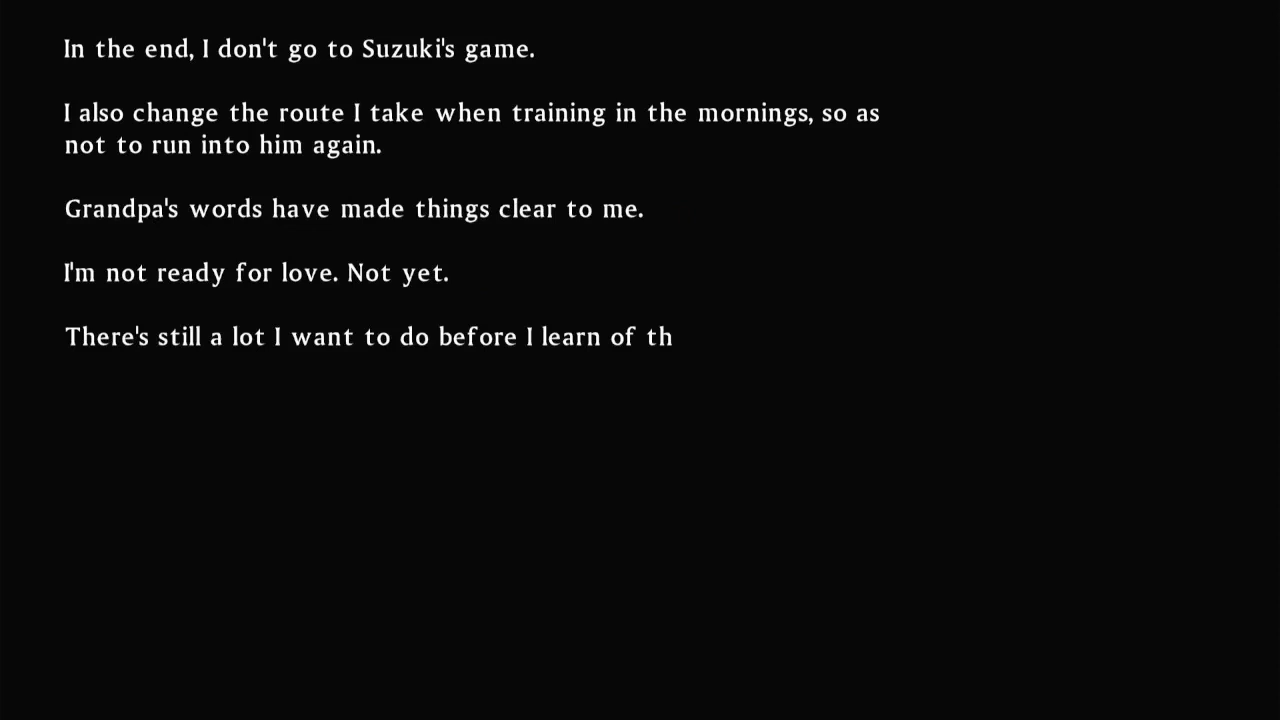 In the end, I don't go to Suzuki's game.
I also change the route I take when training in the mornings, so as
not to run into him again.
Grandpa's words have made things clear to me.
I'm not ready for love. Not yet.
There's still a lot I want to do before I learn of th